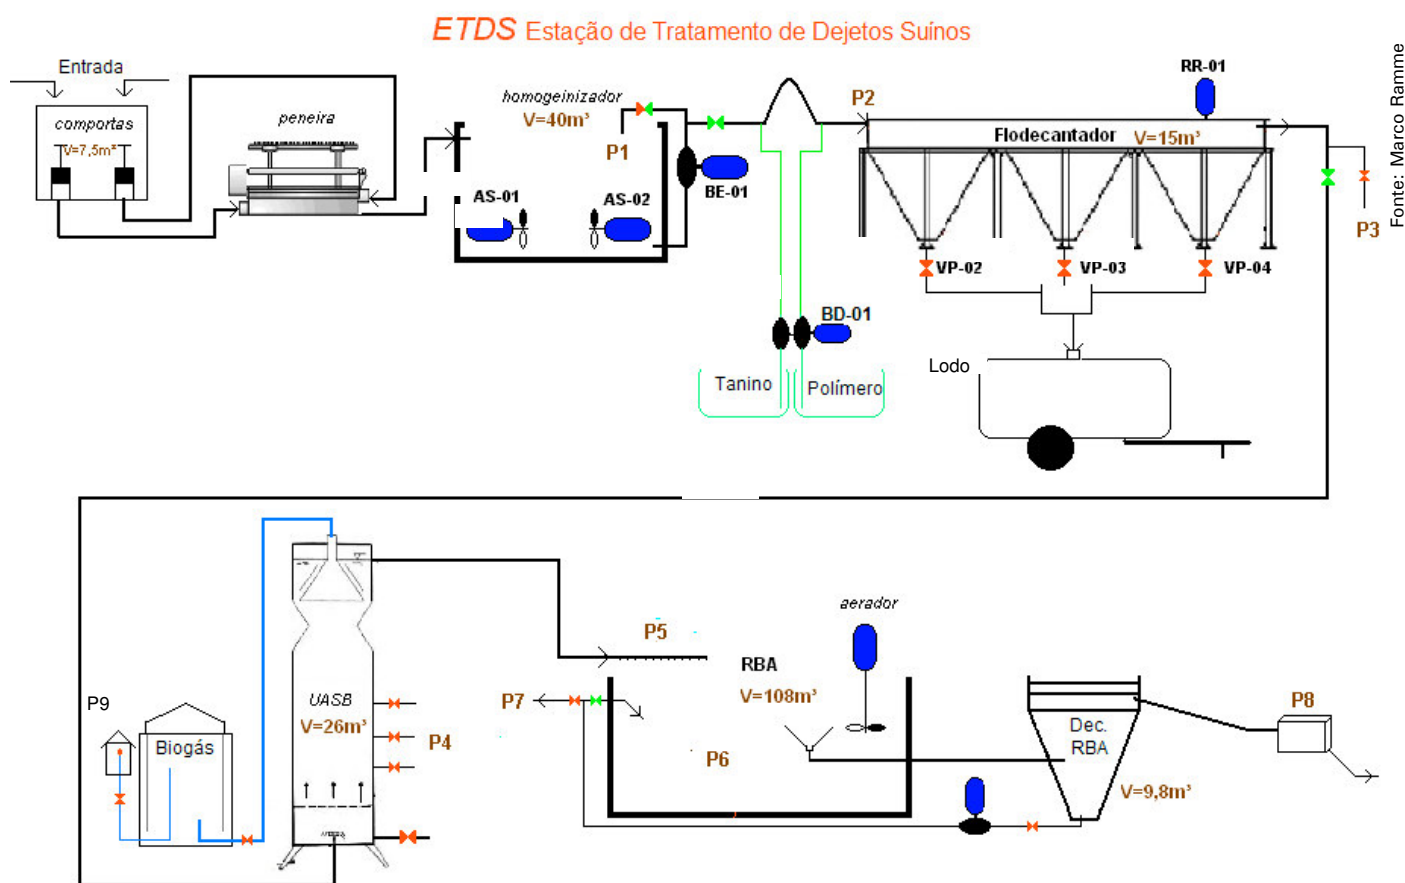 ETDS Estação de Tratamento de Dejetos Suínos
Fonte: Marco Ramme
Entrada
comportas
V=7,5m³
peneira
homogeinizador
V=40m³
P1
AS-01
AS-02
BE-01
P2
RR-01
Flodecantador V=15m³
P3
VP-02
VP-03
VP-04
BD-01
Tanino
Polímero
Lodo
P9
Biogás
UASB
V=26m³
P4
P5
aerador
RBA
V=108m³
P7
P6
Dec.
RBA
V=9,8m³
P8